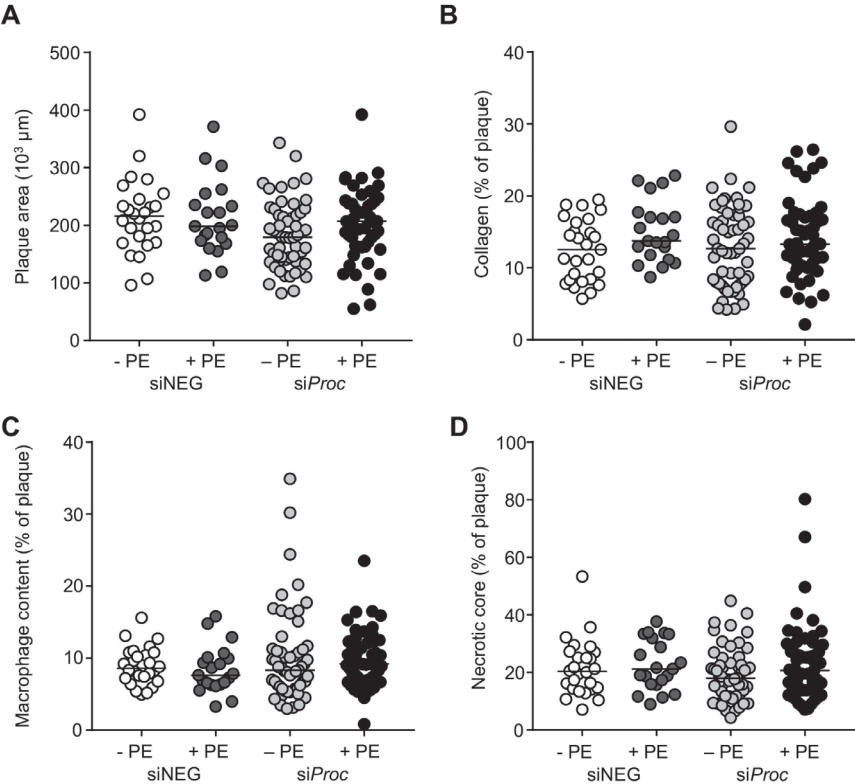 A
Plaque area (10³ µm)
500
400
300
200
100
0
- PE + PE – PE + PE
siNEG siProc
B
Collagen (% of plaque)
40
30
20
10
0
- PE + PE – PE + PE
siNEG siProc
C
Macrophage content (% of plaque)
40
30
20
10
0
- PE + PE – PE + PE
siNEG siProc
D
Necrotic core (% of plaque)
100
80
60
40
20
0
- PE + PE – PE + PE
siNEG siProc